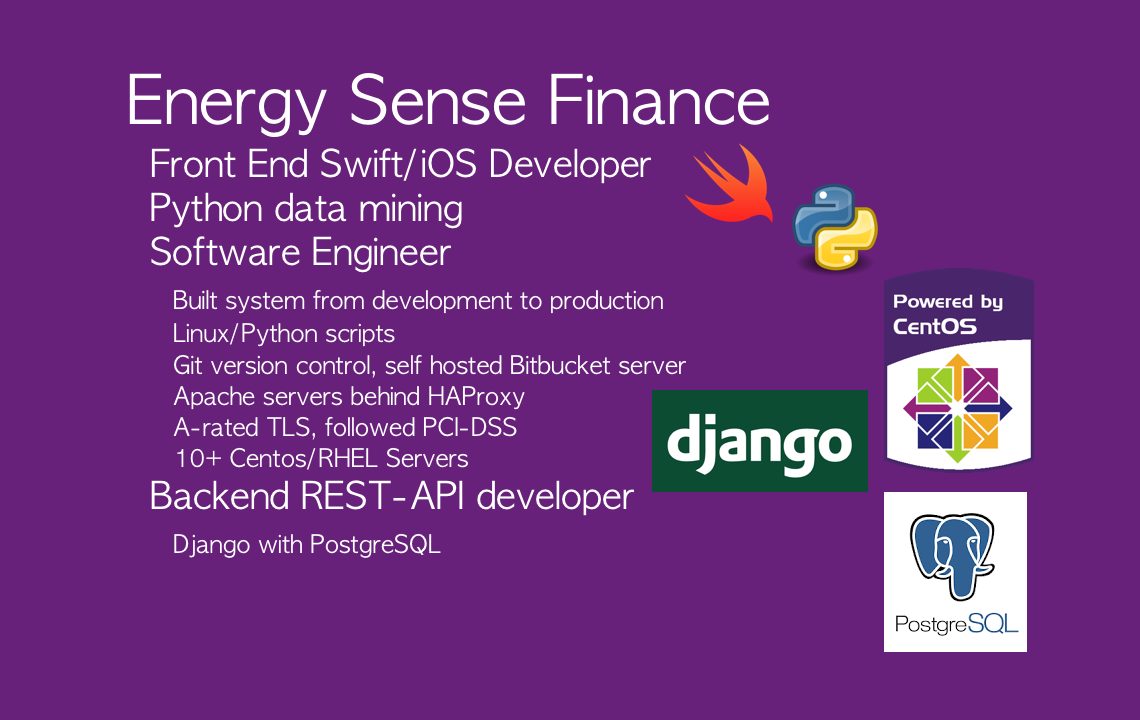 Energy Sense Finance
Front End Swift/iOS Developer
Python data mining
Software Engineer
Built system from development to production
Linux/Python scripts
Git version control, self hosted Bitbucket server
Apache servers behind HAProxy
A-rated TLS, followed PCI-DSS
10+ Centos/RHEL Servers
Backend REST-API developer
Django with PostgreSQL
Powered by
CentOS
django
PostgreSQL